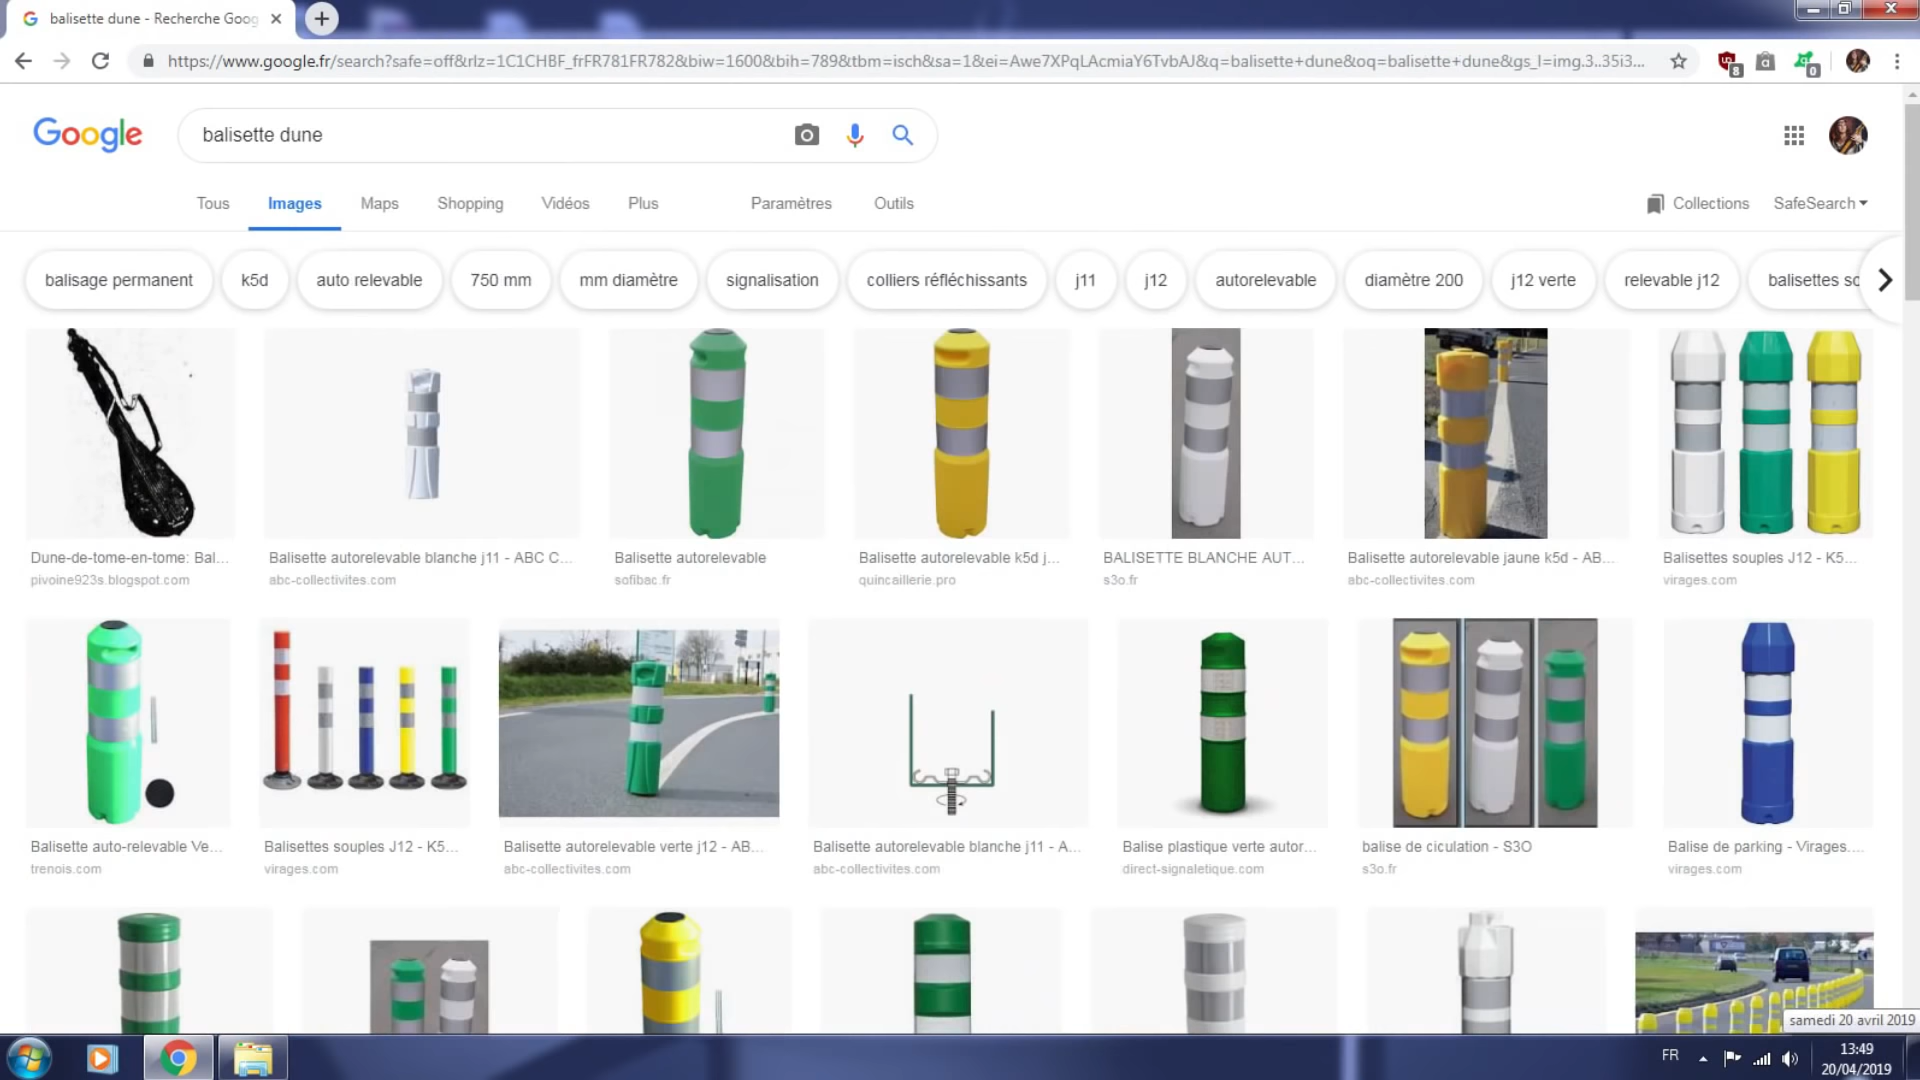 balisette dune - Recherche Goog
https://www.google.fr/search?safe=off&rlz=1C1CHBF_frFR781FR782&biw=1600&bih=789&tbm=isch&sa=1&ei=Awe7XPqLAcmiaY6TvbAJ&q=balisette+dune&oq=balisette+dune&gs_l=img.3..35i3...
8
a
0
Google
balisette dune
Tous Images Maps Shopping Vidéos Plus Paramètres Outils Collections SafeSearch
balisage permanent k5d auto relevable 750 mm mm diamètre signalisation colliers réfléchissants j11 j12 autorelevable diamètre 200 j12 verte relevable j12 balisettes so
Dune-de-tome-en-tome: Bal... Balisette autorelevable blanche j11 - ABC C... Balisette autorelevable Balisette autorelevable k5d j... BALISETTE BLANCHE AUT... Balisette autorelevable jaune k5d - AB... Balisettes souples J12 - K5...
pivoine923s.blogspot.com abc-collectivites.com sofibac.fr quincaillerie.pro s3o.fr abc-collectivites.com virages.com
Balisette auto-relevable Ve... Balisettes souples J12 - K5... Balisette autorelevable verte j12 - AB... Balisette autorelevable blanche j11 - A... Balise plastique verte autor... balise de ciculation - S3O Balise de parking - Virages....
trenois.com virages.com abc-collectivites.com abc-collectivites.com direct-signaletique.com s3o.fr virages.com
samedi 20 avril 2019
FR
13:49
20/04/2019